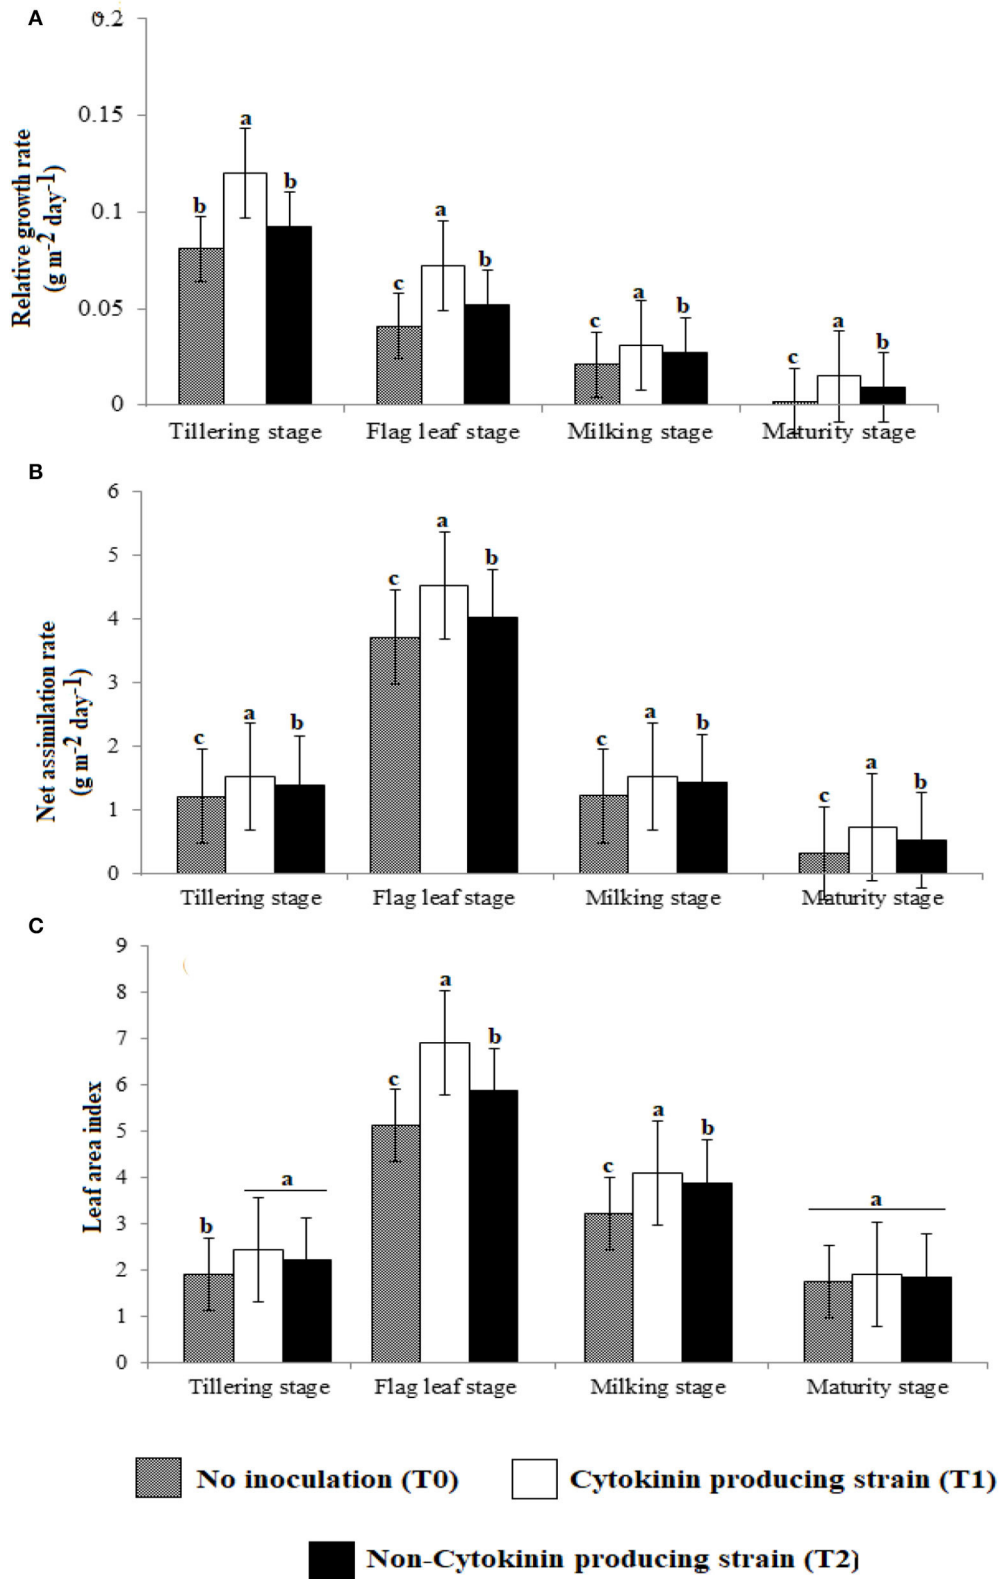 A
0.2
0.15
0.1
0.05
0
Relative growth rate
(g m-2 day-1)
b a b
c a b
c a b
c a b
Tillering stage Flag leaf stage Milking stage Maturity stage
B
6
5
4
3
2
1
0
Net assimilation rate
(g m-2 day-1)
c a b
c a b
c a b
c a b
Tillering stage Flag leaf stage Milking stage Maturity stage
C
9
8
7
6
5
4
3
2
1
0
Leaf area index
b a
c a b
c a b
a
Tillering stage Flag leaf stage Milking stage Maturity stage
No inoculation (T0) Cytokinin producing strain (T1)
Non-Cytokinin producing strain (T2)